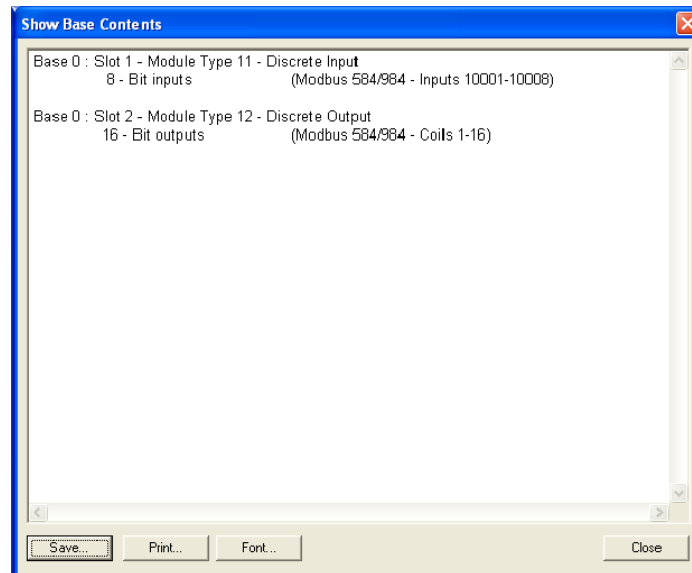 Show Base Contents
Base 0 : Slot 1 - Module Type 11 - Discrete Input
8 - Bit inputs (Modbus 584/984 - Inputs 10001-10008)
Base 0 : Slot 2 - Module Type 12 - Discrete Output
16 - Bit outputs (Modbus 584/984 - Coils 1-16)
Save... Print... Font... Close